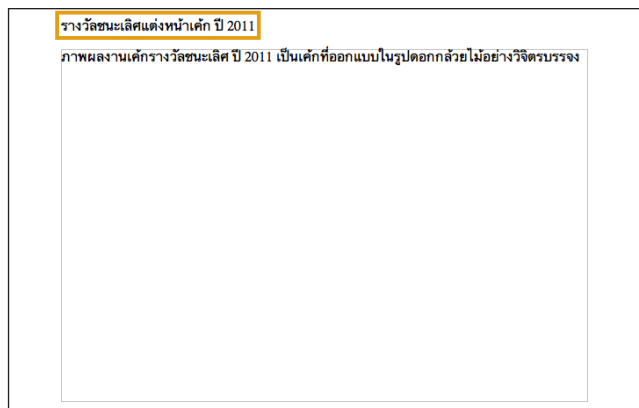 รางวัลชนะเลิศแต่งหน้าเค้ก ปี 2011
ภาพผลงานเค้กรางวัลชนะเลิศ ปี 2011 เป็นเค้กที่ออกแบบในรูปดอกกล้วยไม้อย่างวิจิตรบรรจง